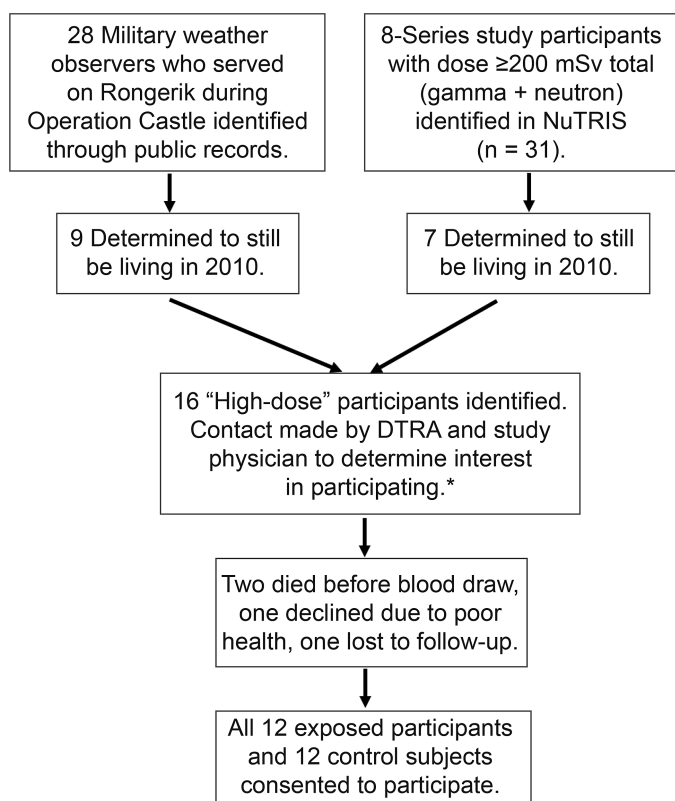 28 Military weather
observers who served
on Rongerik during
Operation Castle identified
through public records.
8-Series study participants
with dose ≥200 mSv total
(gamma + neutron)
identified in NuTRIS
(n = 31).
9 Determined to still
be living in 2010.
7 Determined to still
be living in 2010.
16 “High-dose” participants identified.
Contact made by DTRA and study
physician to determine interest
in participating.*
Two died before blood draw,
one declined due to poor
health, one lost to follow-up.
All 12 exposed participants
and 12 control subjects
consented to participate.